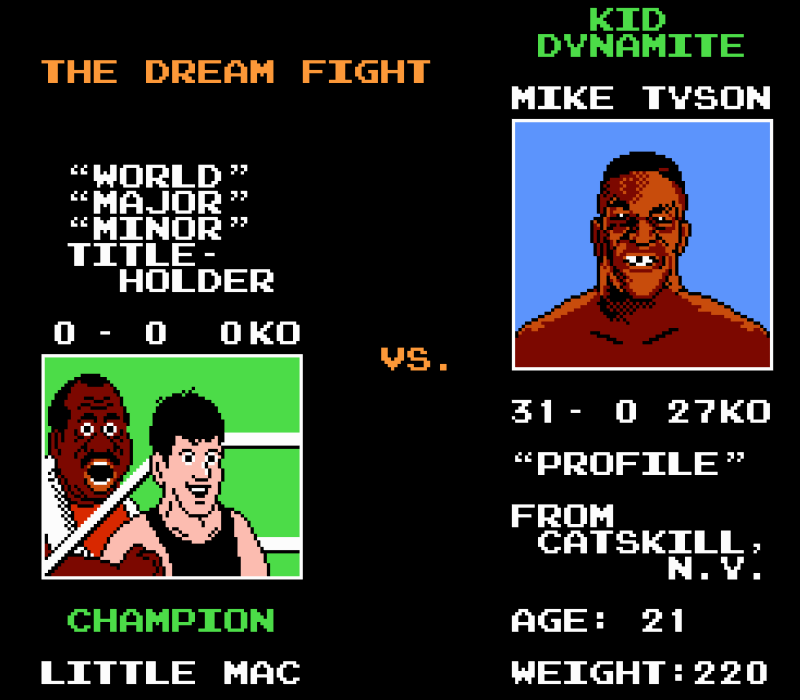 THE DREAM FIGHT
“WORLD”
“MAJOR”
“MINOR”
TITLE-
HOLDER
0 - 0 0KO
CHAMPION
LITTLE MAC
VS.
KID
DYNAMITE
MIKE TYSON
31- 0 27KO
“PROFILE”
FROM
CATSKILL,
N.Y.
AGE: 21
WEIGHT:220